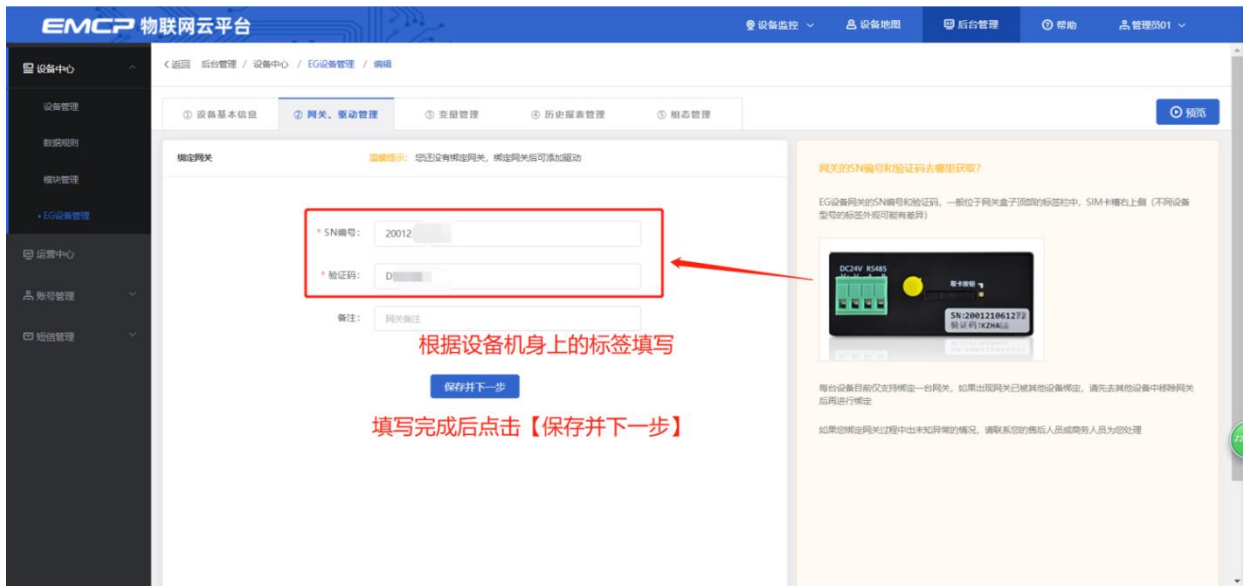 EMCP 物联网云平台
设备监控
设备地图
后台管理
帮助
管理员01
设备中心
设备管理
数据规则
模块管理
• EG设备管理
运营中心
账号管理
短信管理
<返回 后台管理 / 设备中心 / EG设备管理 / 编辑
① 设备基本信息
② 网关、驱动管理
③ 变量管理
④ 历史报表管理
⑤ 组态管理
预览
绑定网关
温馨提示：您还没有绑定网关，绑定网关后可添加驱动
* SN编号：
20012
* 验证码：
D
备注：
网关备注
根据设备机身上的标签填写
保存并下一步
填写完成后点击【保存并下一步】
网关的SN编号和验证码去哪里获取?
EG设备网关的SN编号和验证码，一般位于网关盒子顶部的标签栏中，SIM卡槽右上侧（不同设备
型号的标签外观可能有差异）
DC24V RS485
取卡按钮
SN:200121061272
验证码:KZHA
每台设备目前仅支持绑定一台网关，如果出现网关已被其他设备绑定，请先去其他设备中移除网关
后再进行绑定
如果您绑定网关过程中出未知异常的情况，请联系您的售后人员或商务人员为您处理
72